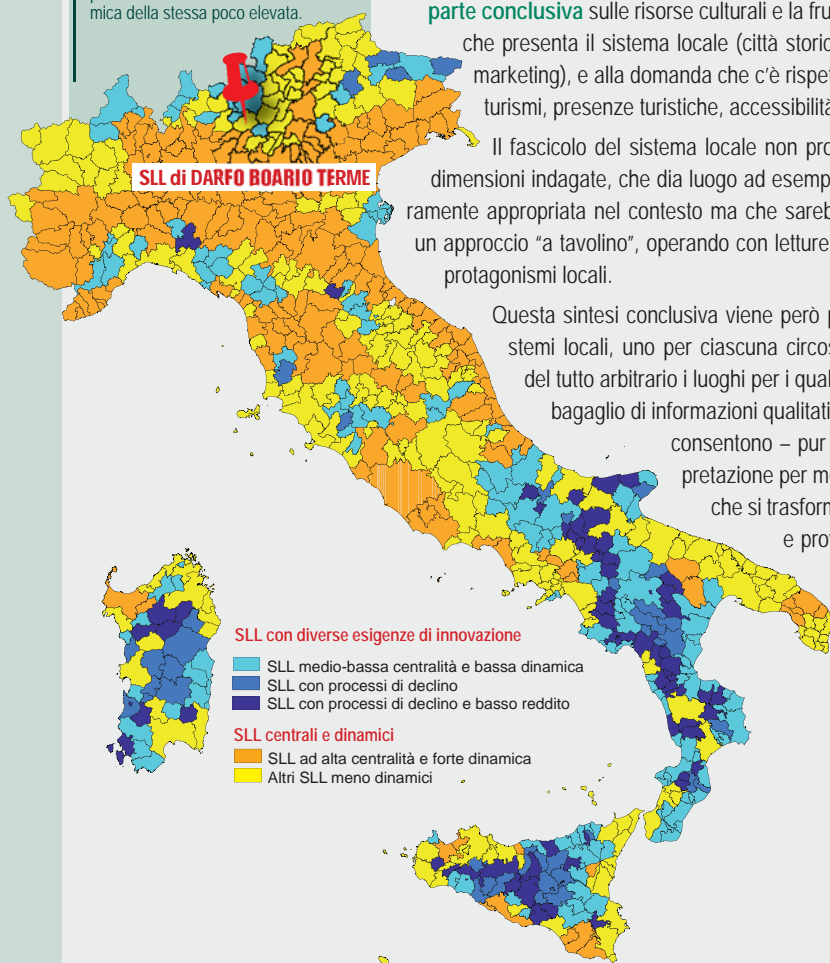 mica della stessa poco elevata.
parte conclusiva sulle risorse culturali e la fru
che presenta il sistema locale (città storic
marketing), e alla domanda che c'è rispet
turismi, presenze turistiche, accessibilità
Il fascicolo del sistema locale non pro
dimensioni indagate, che dia luogo ad esemp
ramente appropriata nel contesto ma che sareb
un approccio “a tavolino”, operando con letture
protagonismi locali.
Questa sintesi conclusiva viene però p
stemi locali, uno per ciascuna circos
del tutto arbitrario i luoghi per i qual
bagaglio di informazioni qualitati
consentono – pur
pretazione per m
che si trasform
e pro
SLL di DARFO BOARIO TERME
SLL con diverse esigenze di innovazione
SLL medio-bassa centralità e bassa dinamica
SLL con processi di declino
SLL con processi di declino e basso reddito
SLL centrali e dinamici
SLL ad alta centralità e forte dinamica
Altri SLL meno dinamici